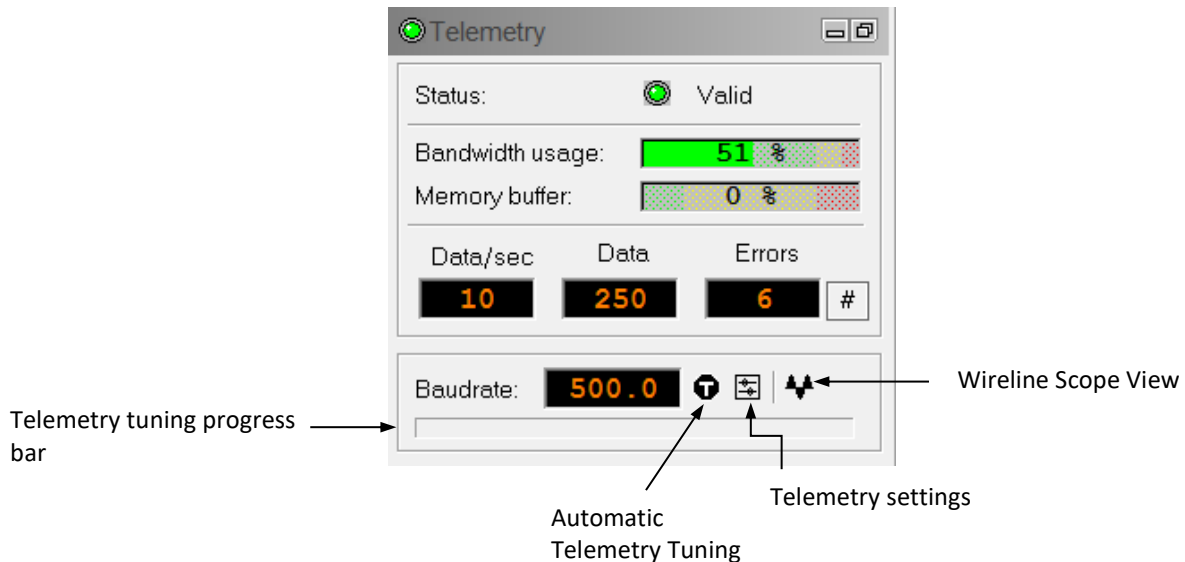 Telemetry
Status: Valid
Bandwidth usage: 51 %
Memory buffer: 0 %
Data/sec Data Errors
10 250 6 #
Baudrate: 500.0 T
Wireline Scope View
Telemetry tuning progress
bar
Telemetry settings
Automatic
Telemetry Tuning